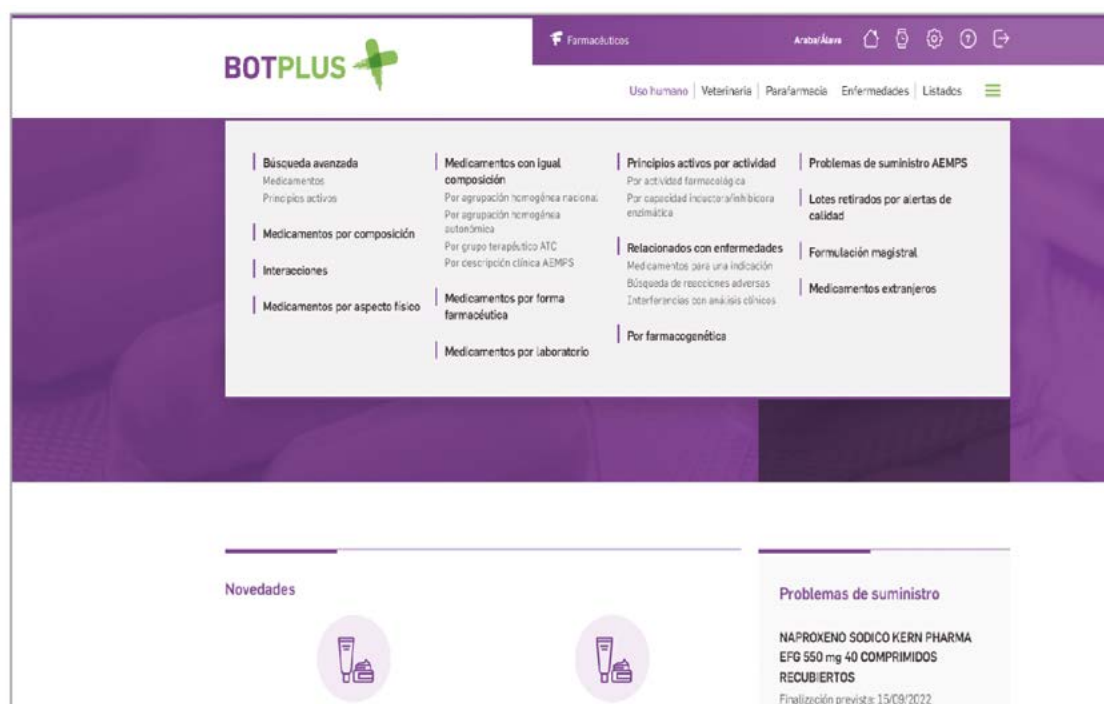 BOTPLUS
Farmacéuticos
Araba/Álava
Uso humano | Veterinaria | Parafarmacia Enfermedades | Listados
Búsqueda avanzada
Medicamentos
Principios activos
Medicamentos por composición
Interacciones
Medicamentos por aspecto físico
Medicamentos con igual
composición
Por agrupación homogénea nacional
Por agrupación homogénea
autonómica
Por grupo terapéutico ATC
Por descripción clínica AEMPS
Medicamentos por forma
farmacéutica
Medicamentos por laboratorio
Principios activos por actividad
Por actividad farmacológica
Por capacidad inductora/inhibidora
enzimática
Relacionados con enfermedades
Medicamentos para una indicación
Búsqueda de reacciones adversas
Interferencias con análisis clínicos
Por farmacogenética
Problemas de suministro AEMPS
Lotes retirados por alertas de
calidad
Formulación magistral
Medicamentos extranjeros
Novedades
Problemas de suministro
NAPROXENO SODICO KERN PHARMA
EFG 550 mg 40 COMPRIMIDOS
RECUBIERTOS
Finalización prevista: 15/09/2022